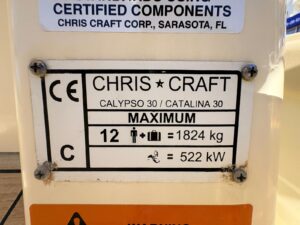 CERTIFIED COMPONENTS
CHRIS CRAFT CORP., SARASOTA, FL
CE
CHRIS★CRAFT
CALYPSO 30 / CATALINA 30
MAXIMUM
12 + = 1824 kg
C
= 522 kW